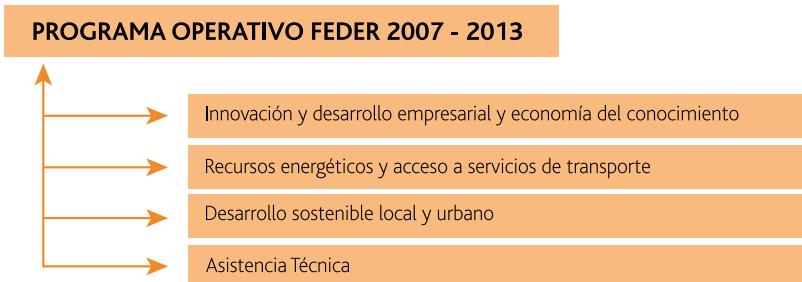 PROGRAMA OPERATIVO FEDER 2007 - 2013
Innovación y desarrollo empresarial y economía del conocimiento
Recursos energéticos y acceso a servicios de transporte
Desarrollo sostenible local y urbano
Asistencia Técnica